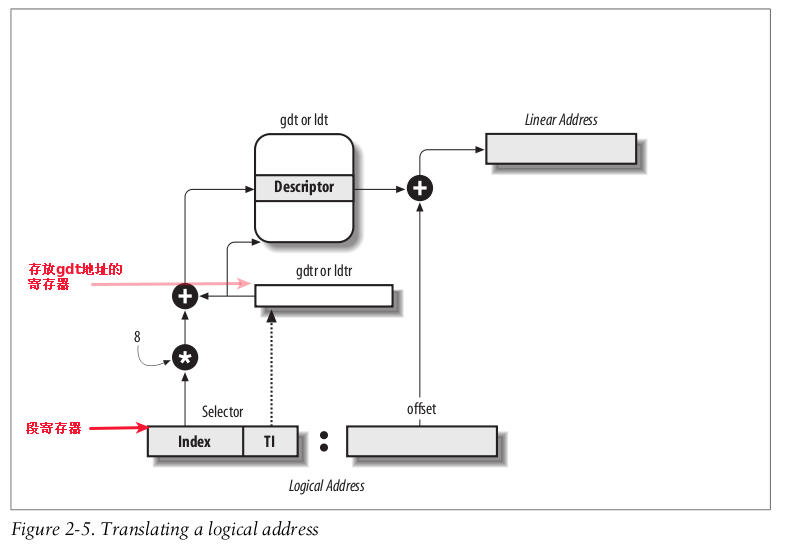 gdt or ldt
Linear Address
Descriptor
+
存放gdt地址的
寄存器
gdtr or ldtr
+
8
*
Selector
offset
段寄存器
Index
TI
:
Logical Address
Figure 2-5. Translating a logical address